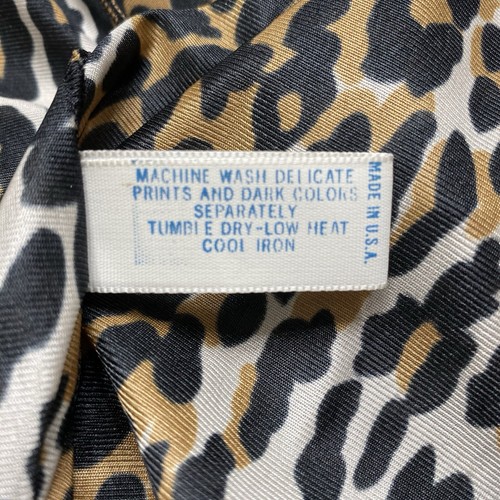 MACHINE WASH DELICATE
PRINTS AND DARK COLORS
SEPARATELY
TUMBLE DRY-LOW HEAT
COOL IRON
MADE IN U.S.A.